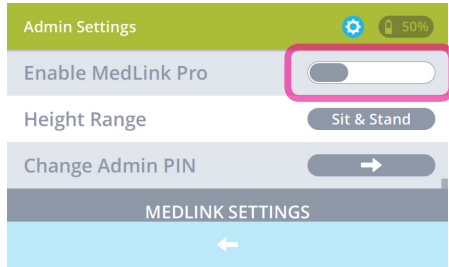 Admin Settings 50%
Enable MedLink Pro
Height Range Sit & Stand
Change Admin PIN
MEDLINK SETTINGS